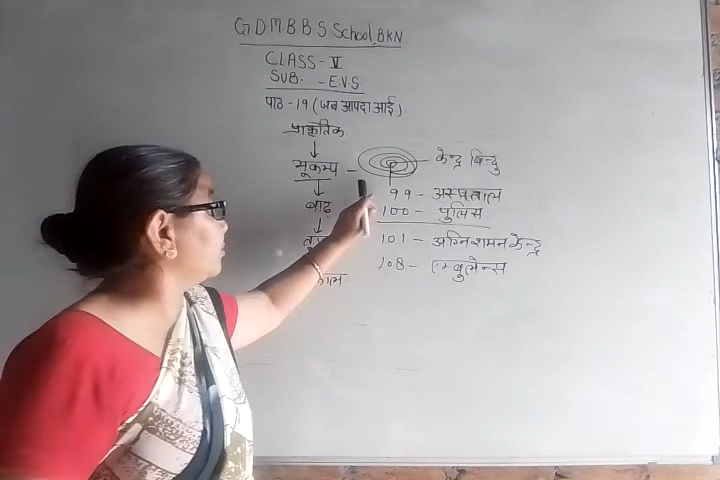 G.D.M.B.B.S School, BKN
CLASS- V
SUB. - E.V.S
पाठ -19 (जब आपदा आई)
प्राकृतिक
↓
भूकम्प - केन्द्र बिन्दु
↓
99 - अस्पताल
बाढ़ 100 - पुलिस
↓
101 - अग्निशमन केन्द्र
108 - एम्बुलेन्स